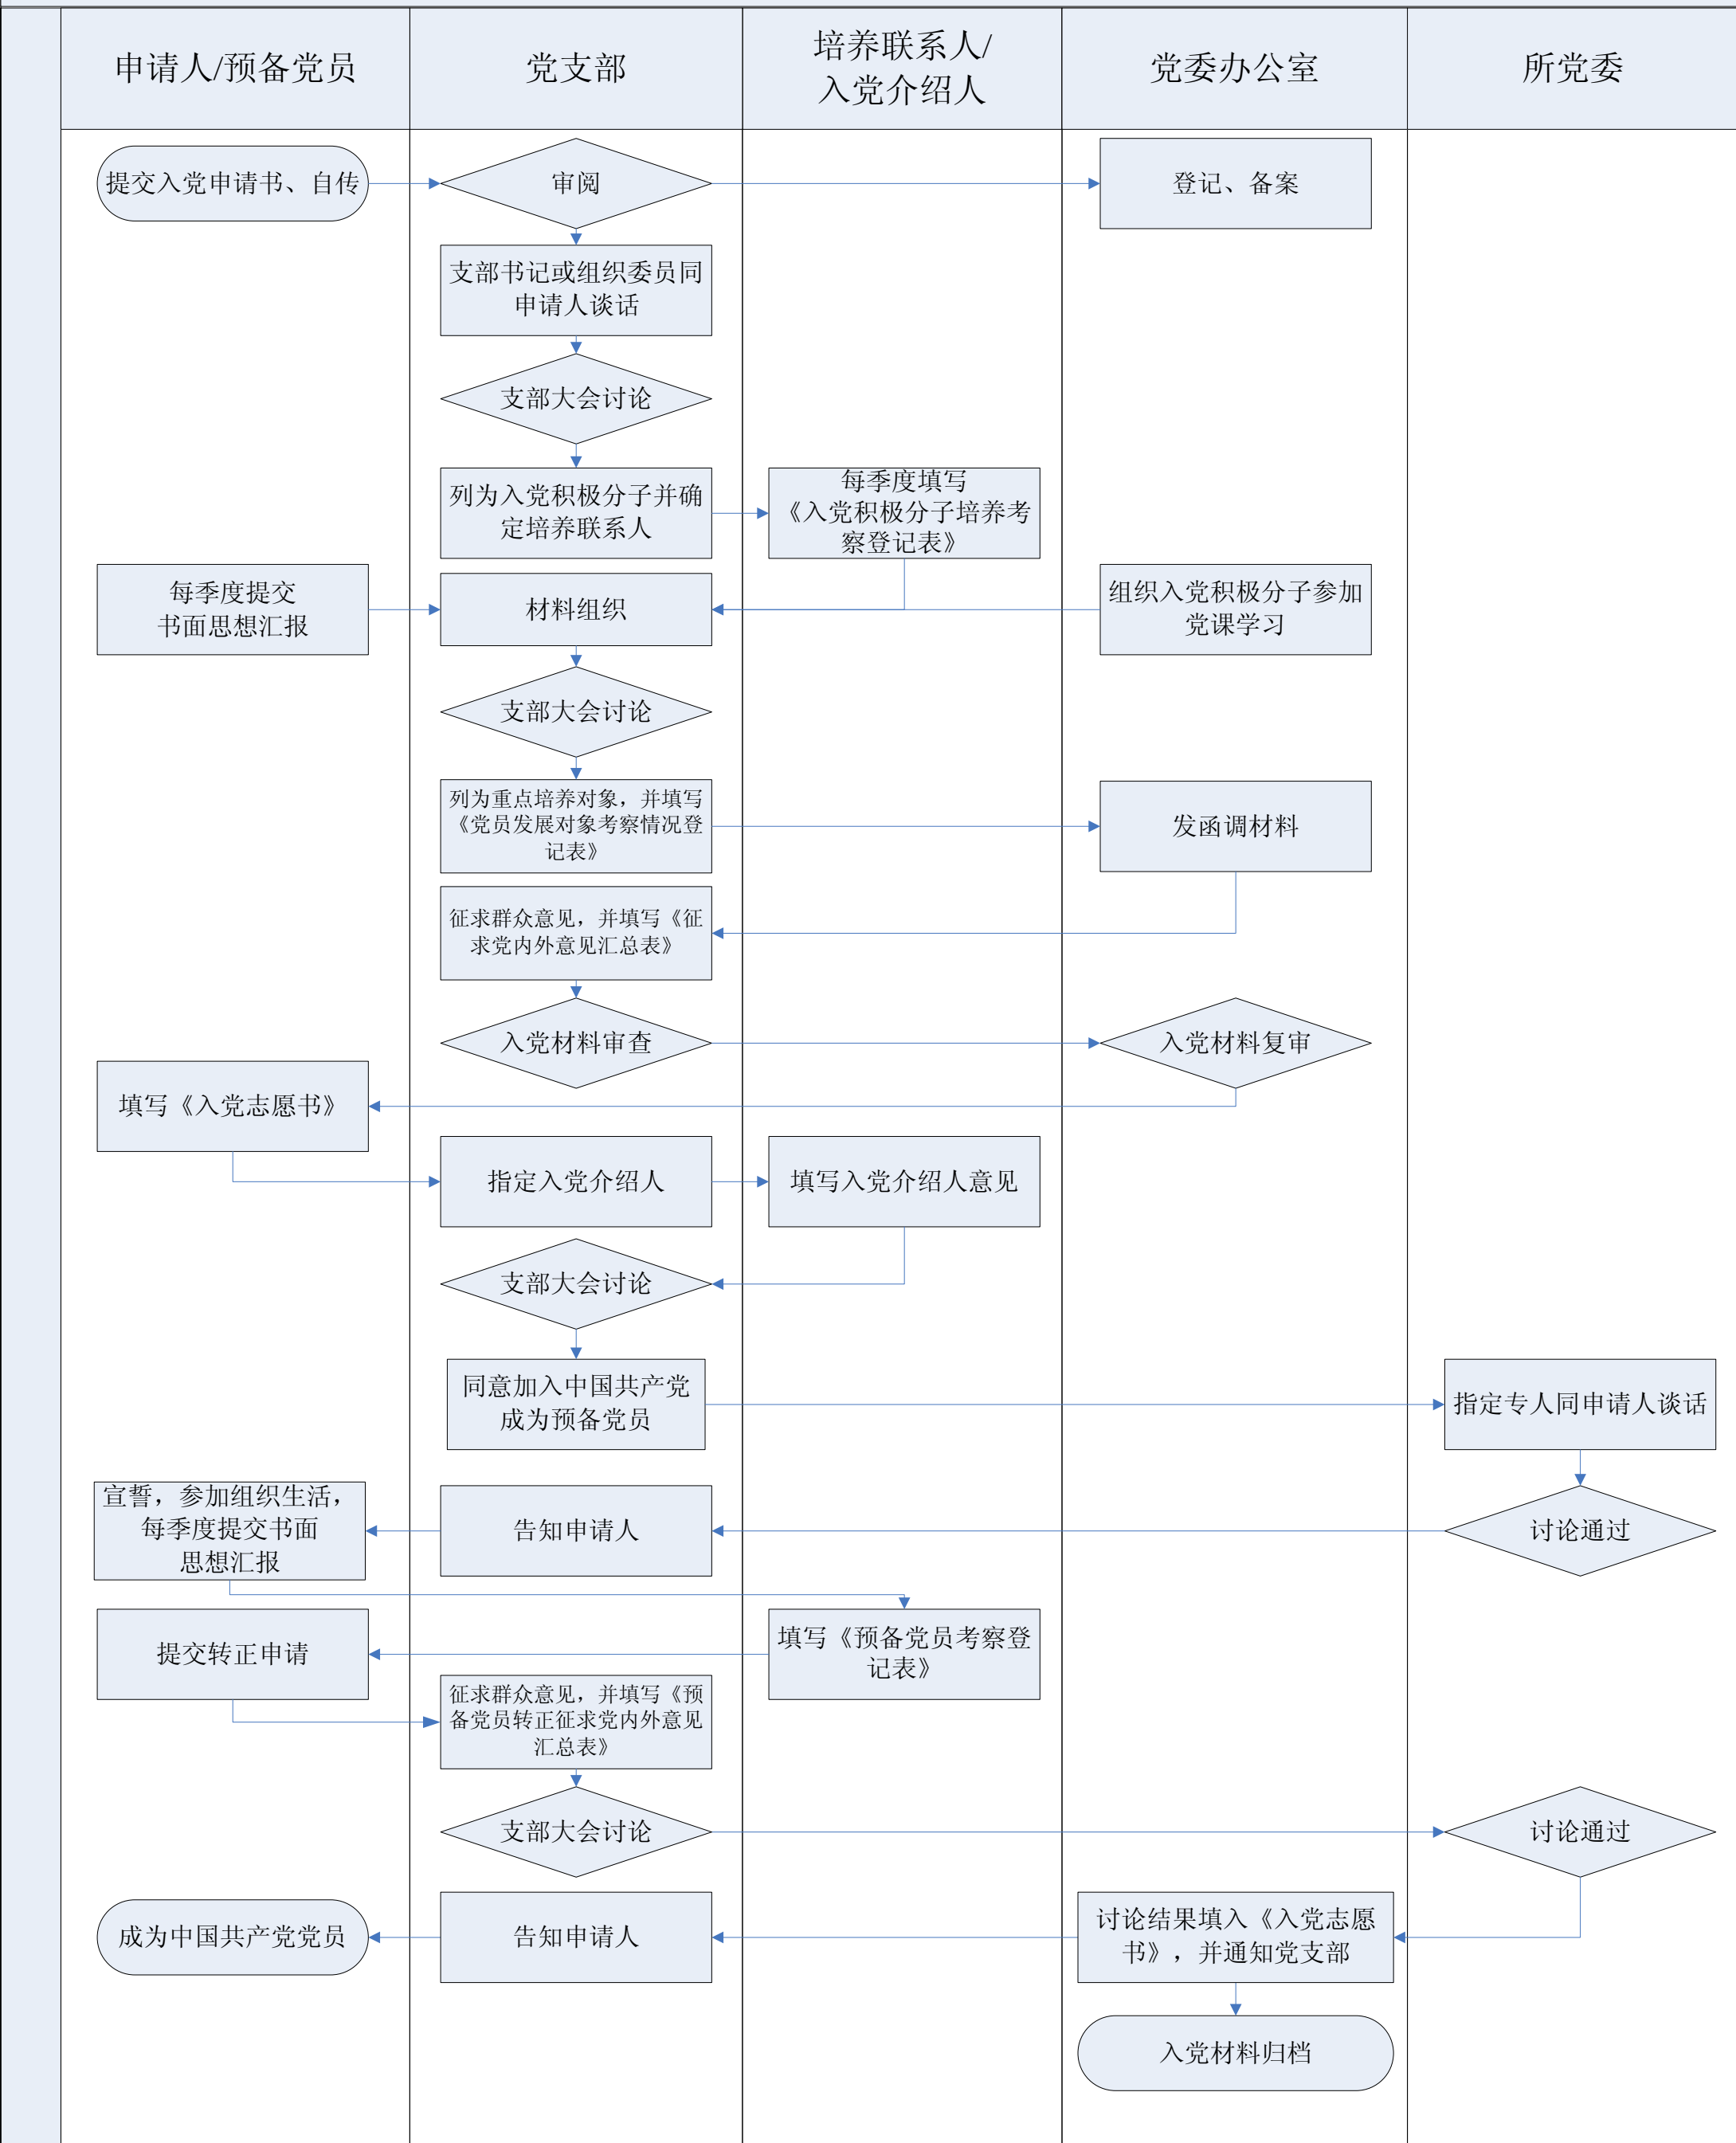 申请人/预备党员
党支部
培养联系人/
入党介绍人
党委办公室
所党委
提交入党申请书、自传
审阅
登记、备案
支部书记或组织委员同
申请人谈话
支部大会讨论
列为入党积极分子并确
定培养联系人
每季度填写
《入党积极分子培养考
察登记表》
每季度提交
书面思想汇报
材料组织
组织入党积极分子参加
党课学习
支部大会讨论
列为重点培养对象，并填写
《党员发展对象考察情况登
记表》
发函调材料
征求群众意见，并填写《征
求党内外意见汇总表》
入党材料审查
入党材料复审
填写《入党志愿书》
指定入党介绍人
填写入党介绍人意见
支部大会讨论
同意加入中国共产党
成为预备党员
指定专人同申请人谈话
宣誓，参加组织生活，
每季度提交书面
思想汇报
告知申请人
讨论通过
提交转正申请
填写《预备党员考察登
记表》
征求群众意见，并填写《预
备党员转正征求党内外意见
汇总表》
支部大会讨论
讨论通过
成为中国共产党党员
告知申请人
讨论结果填入《入党志愿
书》，并通知党支部
入党材料归档